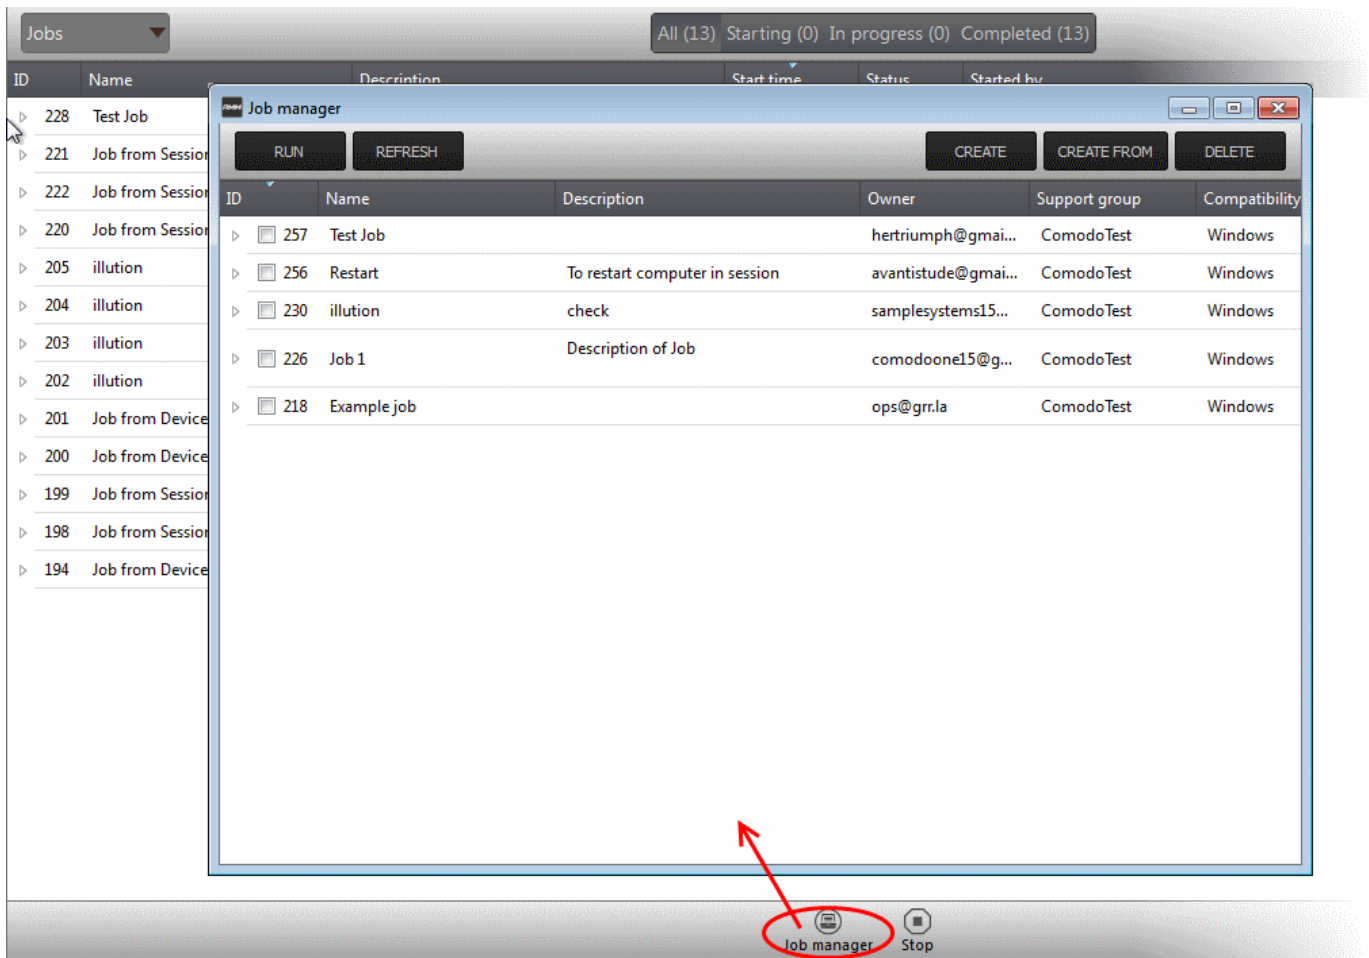 Jobs
All (13) Starting (0) In progress (0) Completed (13)
ID Name Description Start time Status Started by
228 Test Job
221 Job from Session
222 Job from Session
220 Job from Session
205 illution
204 illution
203 illution
202 illution
201 Job from Device
200 Job from Device
199 Job from Session
198 Job from Session
194 Job from Device
RMM Job manager
RUN REFRESH CREATE CREATE FROM DELETE
ID Name Description Owner Support group Compatibility
257 Test Job hertriumph@gmai... ComodoTest Windows
256 Restart To restart computer in session avantistude@gmai... ComodoTest Windows
230 illution check samplesystems15... ComodoTest Windows
226 Job 1 Description of Job comodoone15@g... ComodoTest Windows
218 Example job ops@grr.la ComodoTest Windows
Job manager Stop